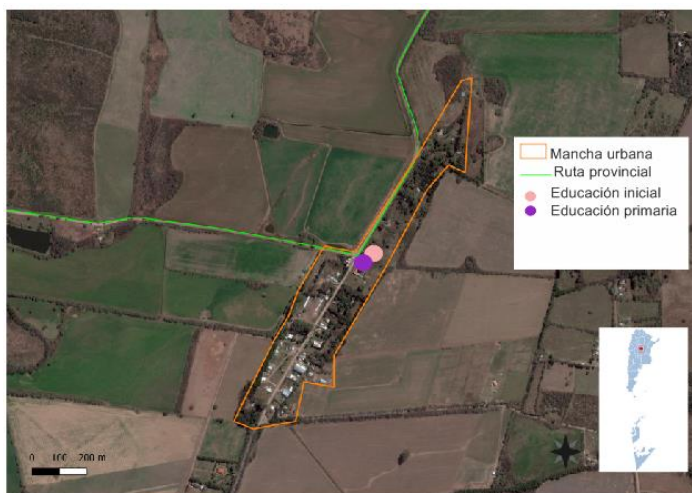 Mancha urbana
Ruta provincial
Educación inicial
Educación primaria
0 100 200 m